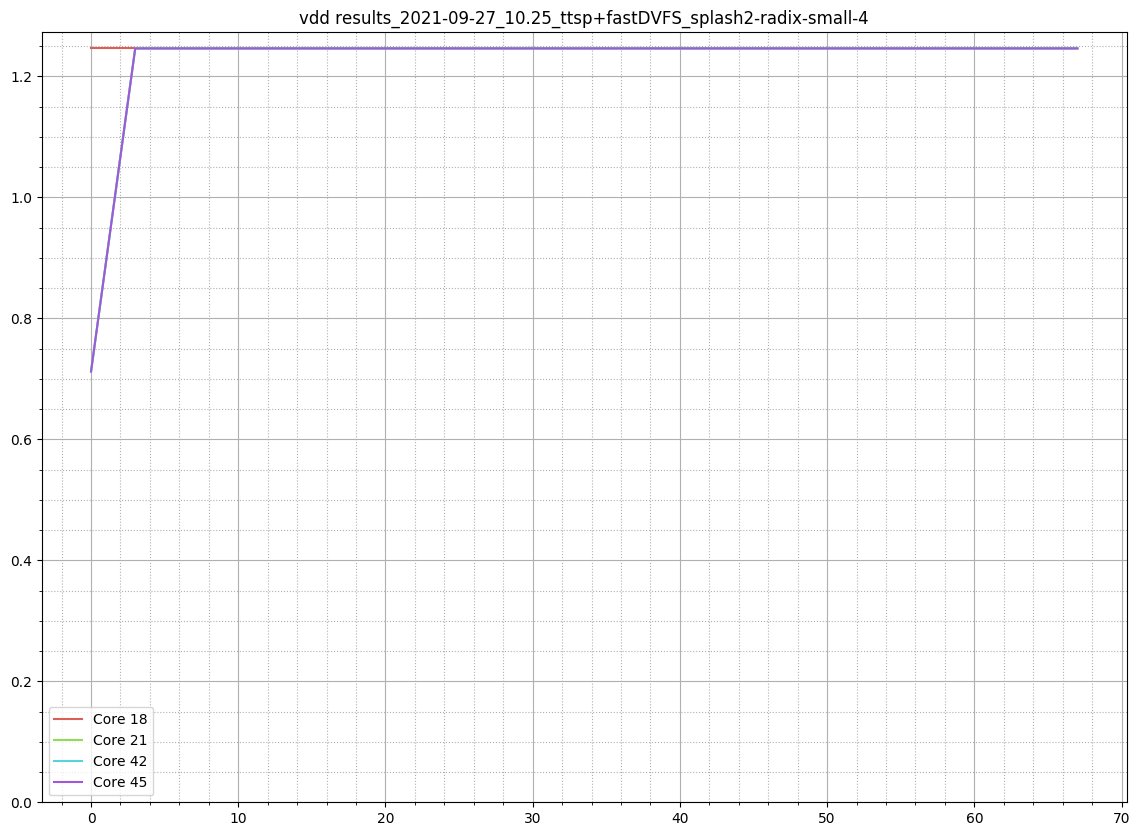 vdd results_2021-09-27_10.25_ttsp+fastDVFS_splash2-radix-small-4
1.2
1.0
0.8
0.6
0.4
0.2
0.0
Core 18
Core 21
Core 42
Core 45
0 10 20 30 40 50 60 70